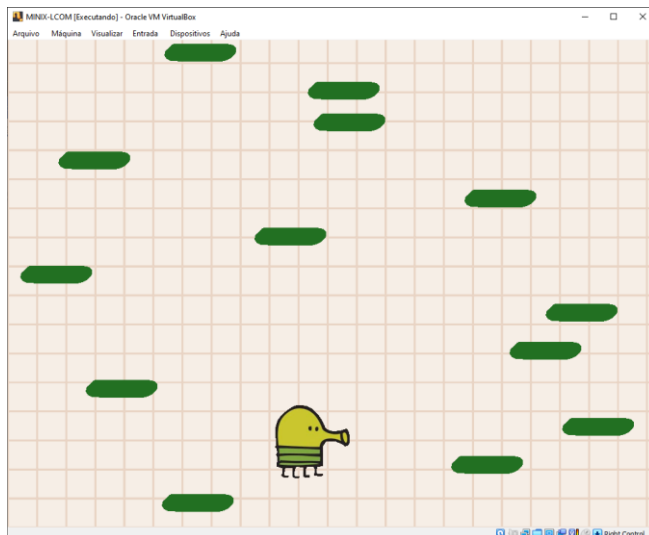 MINIX-LCOM [Executando] - Oracle VM VirtualBox
Arquivo Máquina Visualizar Entrada Dispositivos Ajuda
Right Control